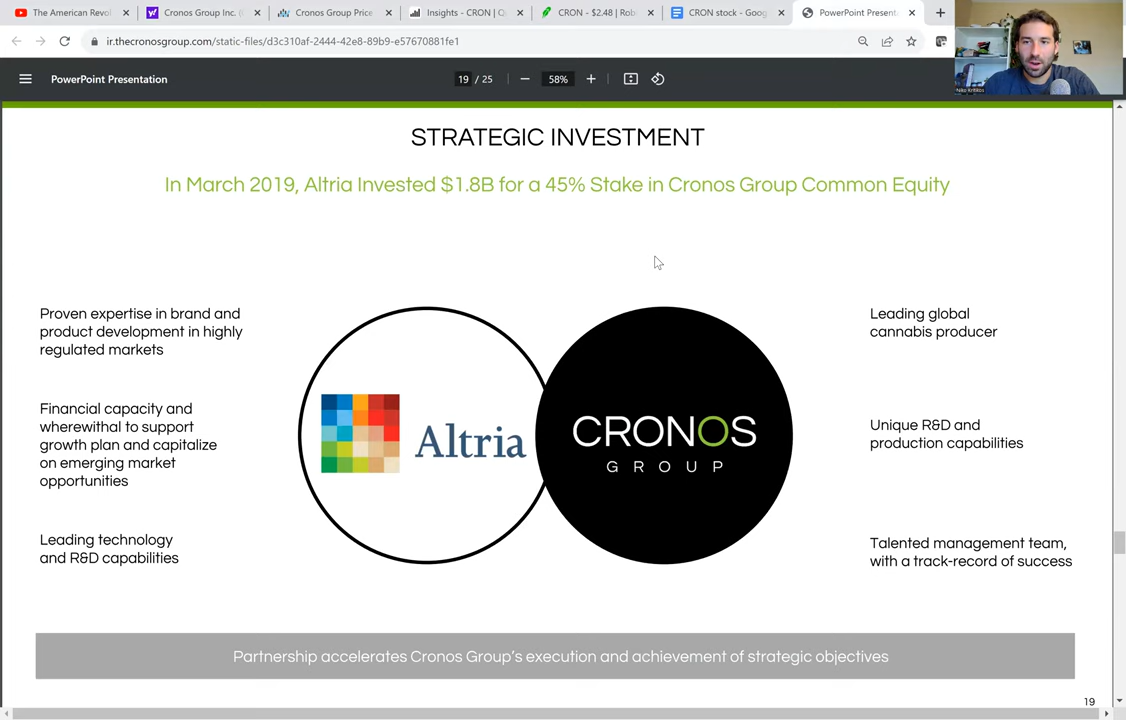 The American Revol
Cronos Group Inc. (
Cronos Group Price
Insights - CRON | Q
CRON - $2.48 | Rob
CRON stock - Goog
PowerPoint Present
ir.thecronosgroup.com/static-files/d3c310af-2444-42e8-89b9-e57670881fe1
PowerPoint Presentation
19 / 25
58%
Niko Kritikos
STRATEGIC INVESTMENT
In March 2019, Altria Invested $1.8B for a 45% Stake in Cronos Group Common Equity
Proven expertise in brand and
product development in highly
regulated markets
Financial capacity and
wherewithal to support
growth plan and capitalize
on emerging market
opportunities
Leading technology
and R&D capabilities
Altria
CRONOS
GROUP
Leading global
cannabis producer
Unique R&D and
production capabilities
Talented management team,
with a track-record of success
Partnership accelerates Cronos Group's execution and achievement of strategic objectives
19